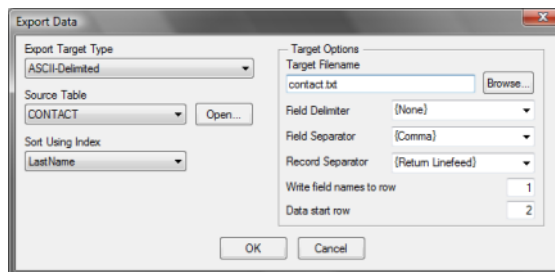 Export Data
Export Target Type
ASCII-Delimited
Source Table
CONTACT
Open...
Sort Using Index
LastName
Target Options
Target Filename
contact.txt
Browse...
Field Delimiter
{None}
Field Separator
{Comma}
Record Separator
{Return Linefeed}
Write field names to row
1
Data start row
2
OK
Cancel